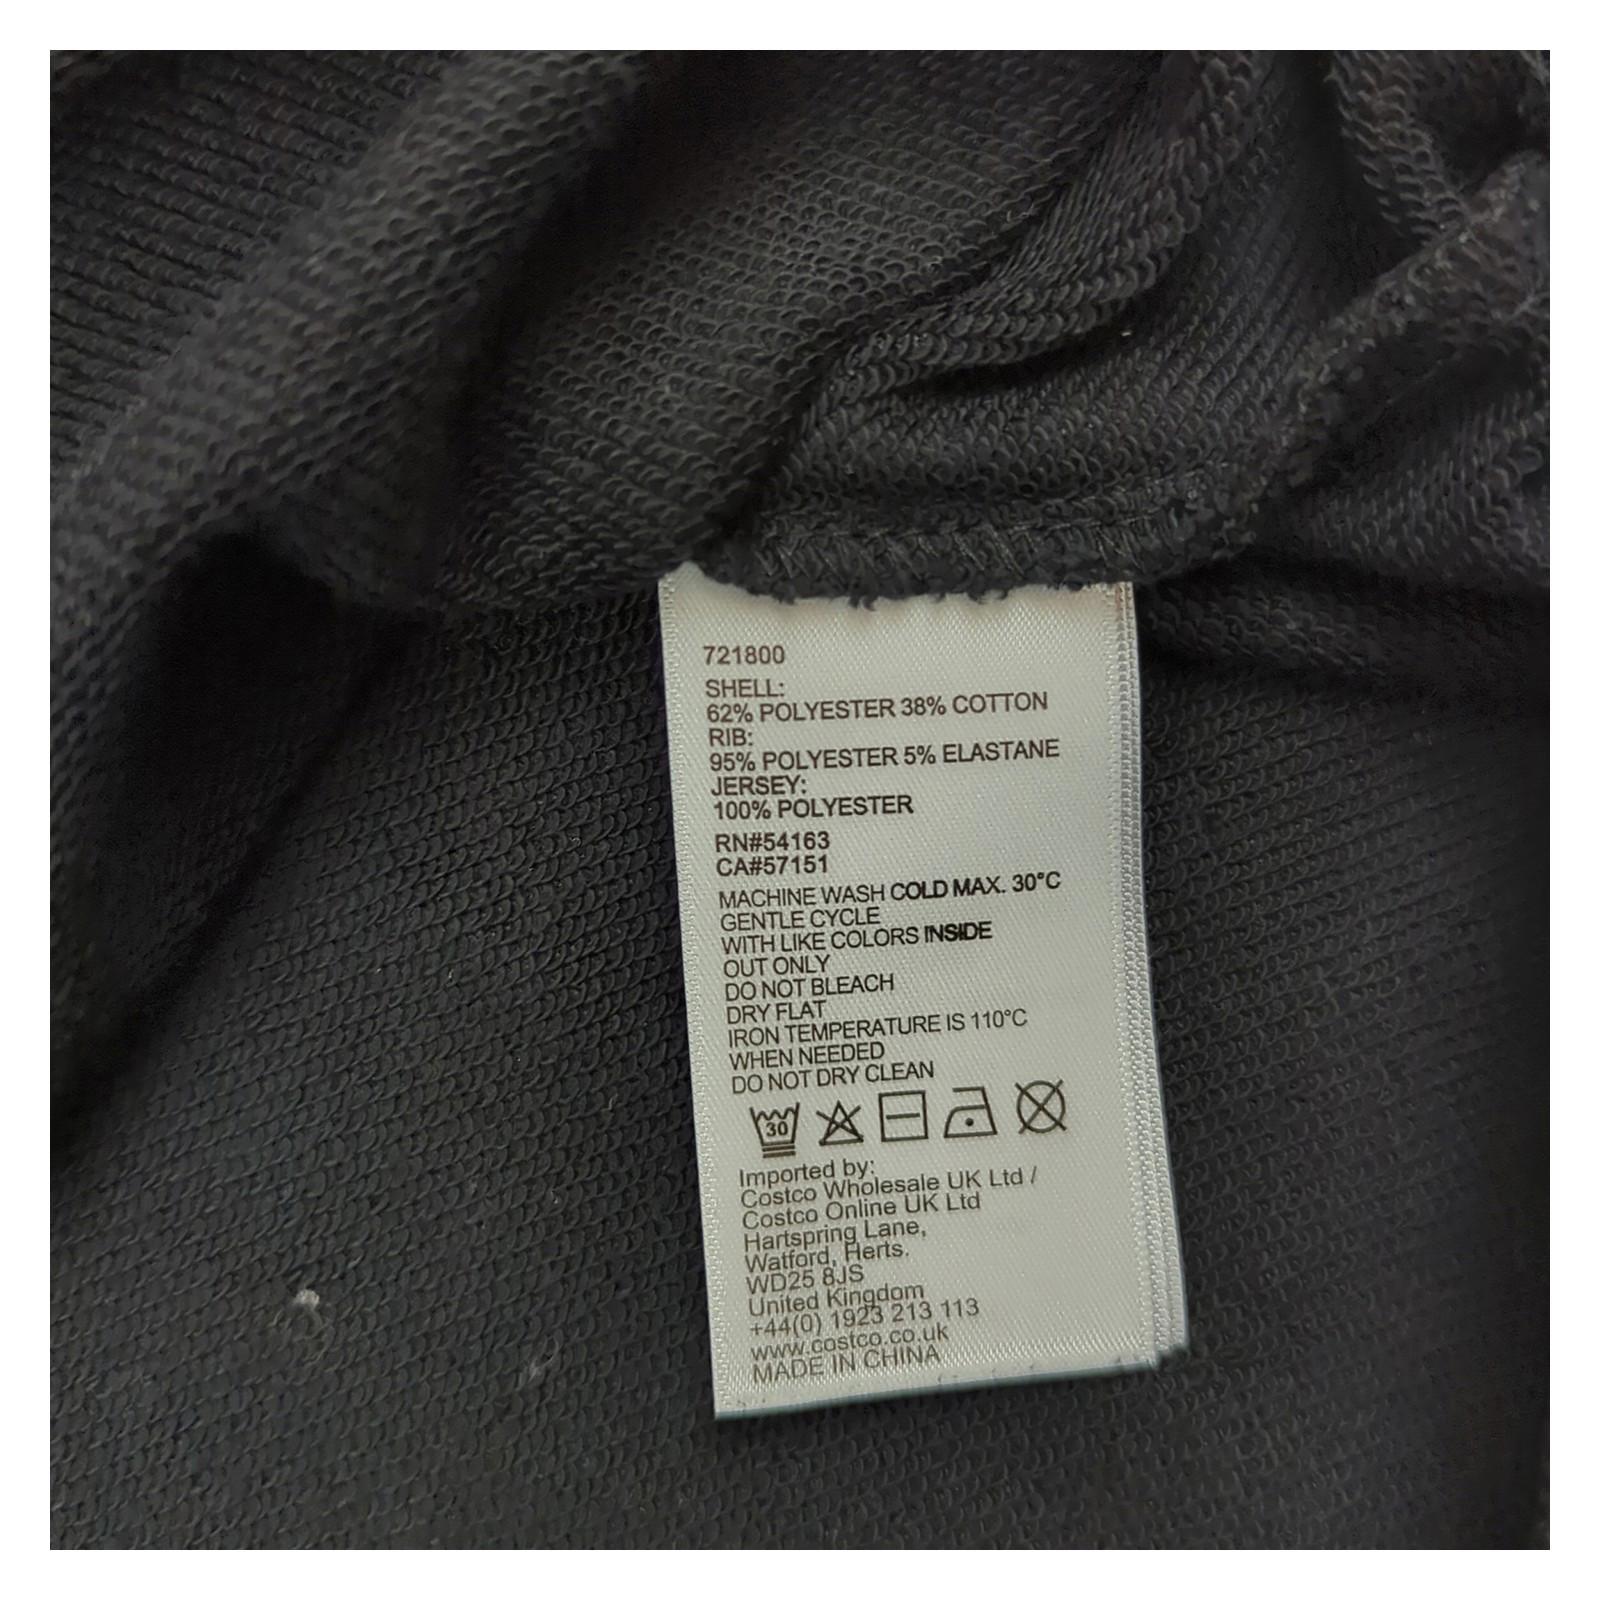 721800
SHELL:
62% POLYESTER 38% COTTON
RIB:
95% POLYESTER 5% ELASTANE
JERSEY:
100% POLYESTER
RN#54163
CA#57151
MACHINE WASH COLD MAX. 30°C
GENTLE CYCLE
WITH LIKE COLORS INSIDE
OUT ONLY
DO NOT BLEACH
DRY FLAT
IRON TEMPERATURE IS 110°C
WHEN NEEDED
DO NOT DRY CLEAN
30
Imported by:
Costco Wholesale UK Ltd /
Costco Online UK Ltd
Hartspring Lane,
Watford, Herts.
WD25 8JS
United Kingdom
+44(0) 1923 213 113
www.costco.co.uk
MADE IN CHINA